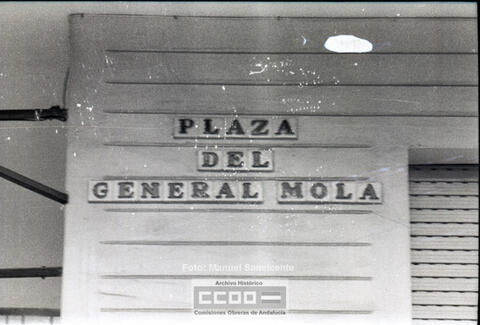 PLAZA
DEL
GENERAL MOLA
Foto: Manuel Sanvicente
Archivo Histórico
CCOO
Comisiones Obreras de Andalucía